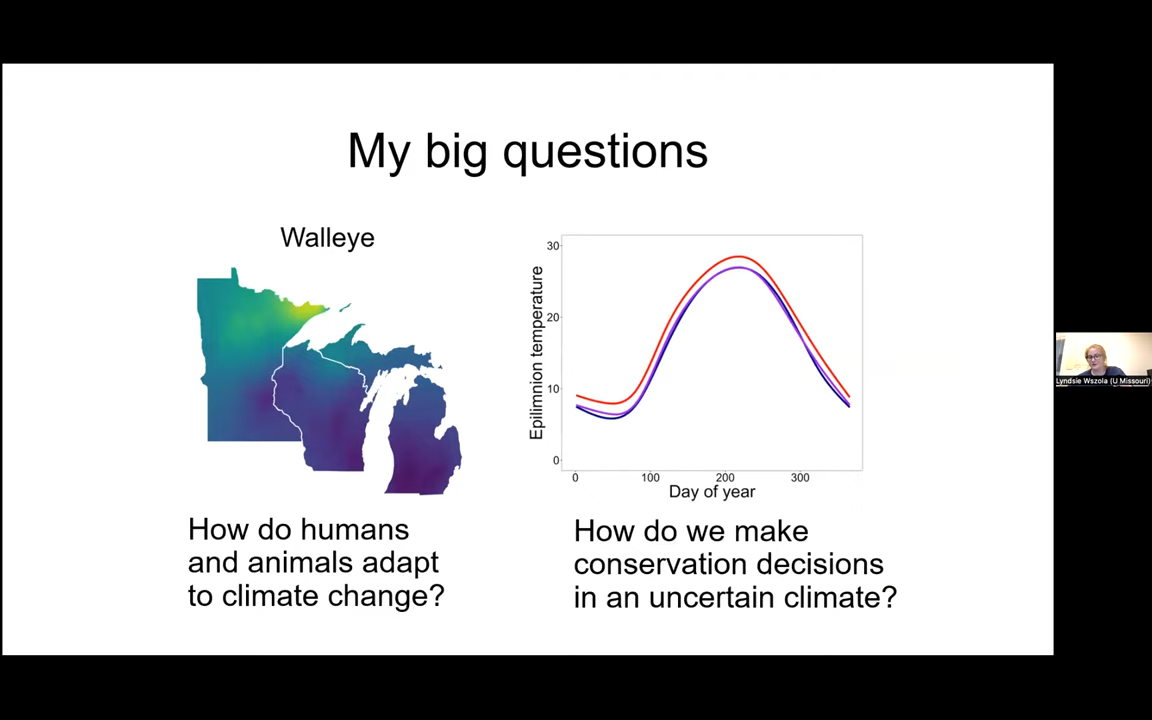 My big questions
Walleye
30
20
10
0
Epilimnion temperature
0 100 200 300
Day of year
How do humans
and animals adapt
to climate change?
How do we make
conservation decisions
in an uncertain climate?
Lyndsie Wszola (U Missouri)